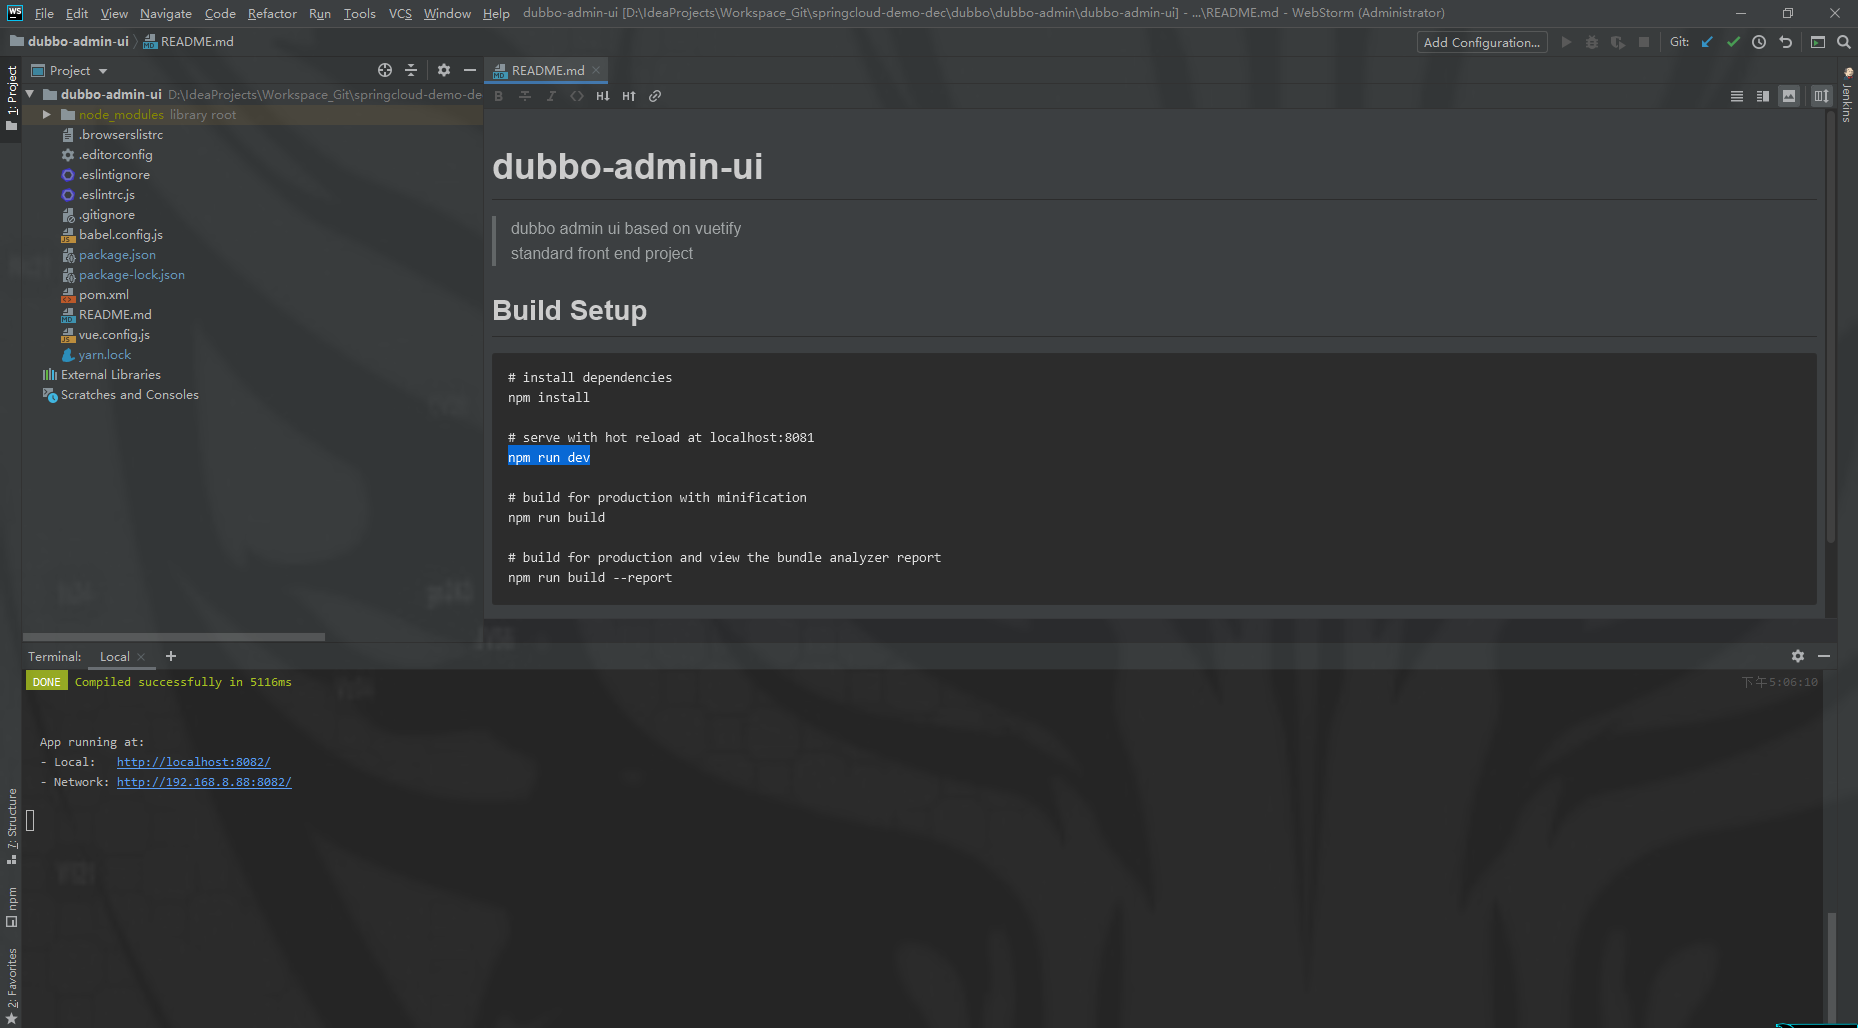 WS File Edit View Navigate Code Refactor Run Tools VCS Window Help dubbo-admin-ui [D:\IdeaProjects\Workspace_Git\springcloud-demo-dec\dubbo\dubbo-admin\dubbo-admin-ui] - ...\README.md - WebStorm (Administrator)
dubbo-admin-ui README.md Add Configuration... Git:
1: Project
Project
README.md
Jenkins
dubbo-admin-ui D:\IdeaProjects\Workspace_Git\springcloud-demo-de
B T I <> H↓ H↑
node_modules library root
.browserslistrc
.editorconfig
.eslintignore
.eslintrc.js
.gitignore
babel.config.js
package.json
package-lock.json
pom.xml
README.md
vue.config.js
yarn.lock
External Libraries
Scratches and Consoles
dubbo-admin-ui
dubbo admin ui based on vuetify
standard front end project
Build Setup
# install dependencies
npm install
# serve with hot reload at localhost:8081
npm run dev
# build for production with minification
npm run build
# build for production and view the bundle analyzer report
npm run build --report
Terminal: Local +
DONE Compiled successfully in 5116ms 下午5:06:10
App running at:
- Local: http://localhost:8082/
- Network: http://192.168.8.88:8082/
7: Structure
npm
2: Favorites